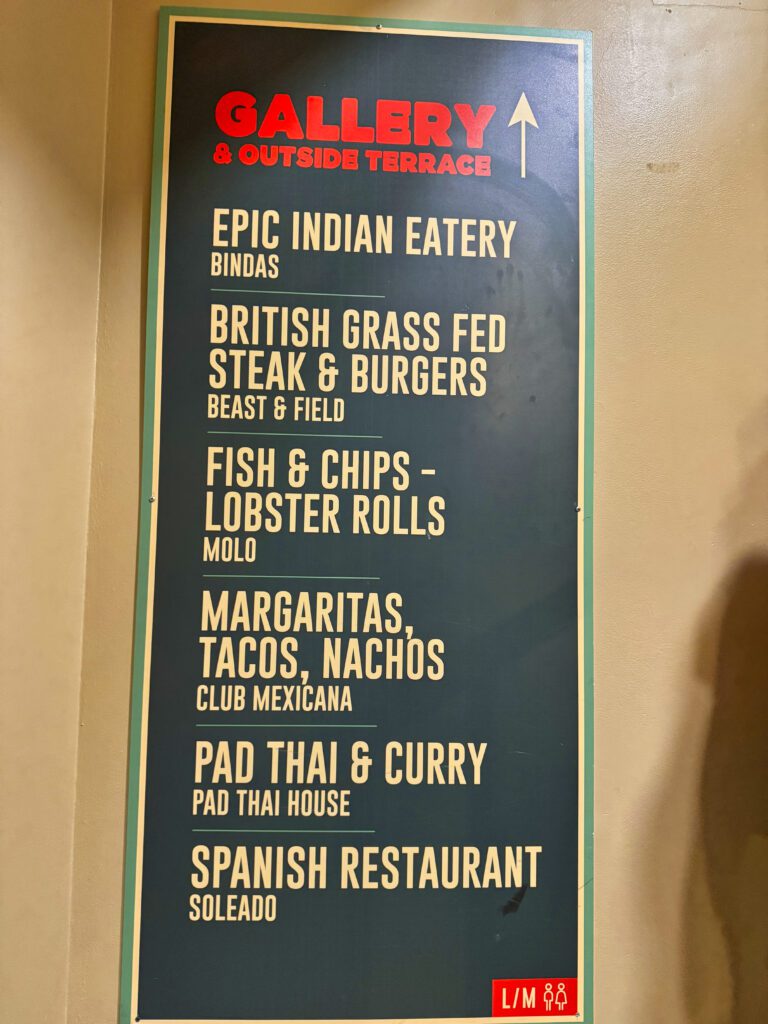 GALLERY
& OUTSIDE TERRACE
EPIC INDIAN EATERY
BINDAS
BRITISH GRASS FED
STEAK & BURGERS
BEAST & FIELD
FISH & CHIPS -
LOBSTER ROLLS
MOLO
MARGARITAS,
TACOS, NACHOS
CLUB MEXICANA
PAD THAI & CURRY
PAD THAI HOUSE
SPANISH RESTAURANT
SOLEADO
L/M